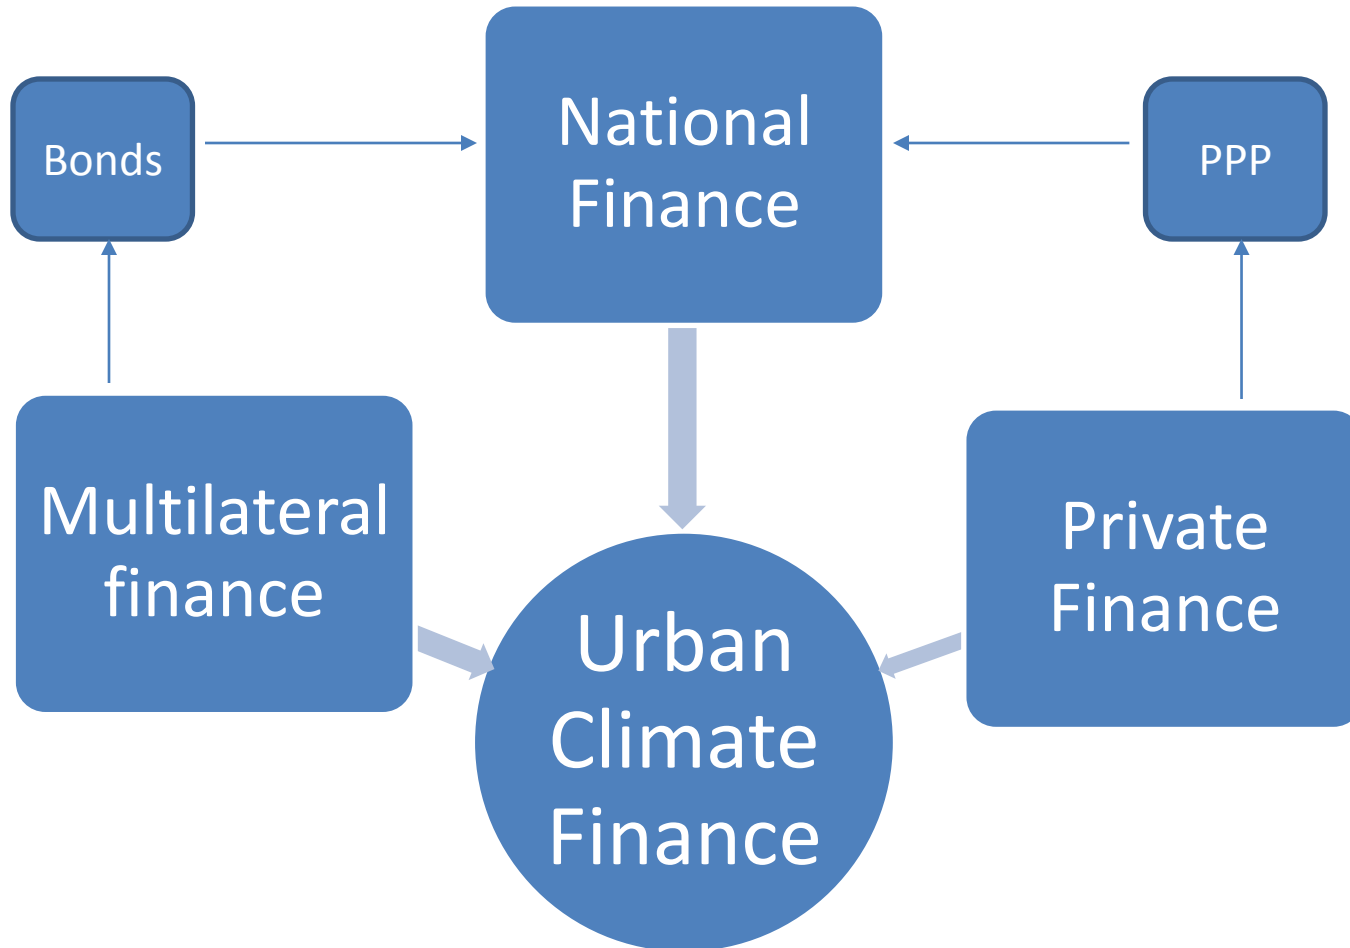 National
Finance
Bonds
PPP
Multilateral
finance
Private
Finance
Urban
Climate
Finance